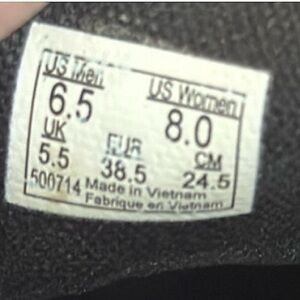 US Men US Women
6.5 8.0
UK EUR CM
5.5 38.5 24.5
500714 Made in Vietnam
Fabrique en Vietnam